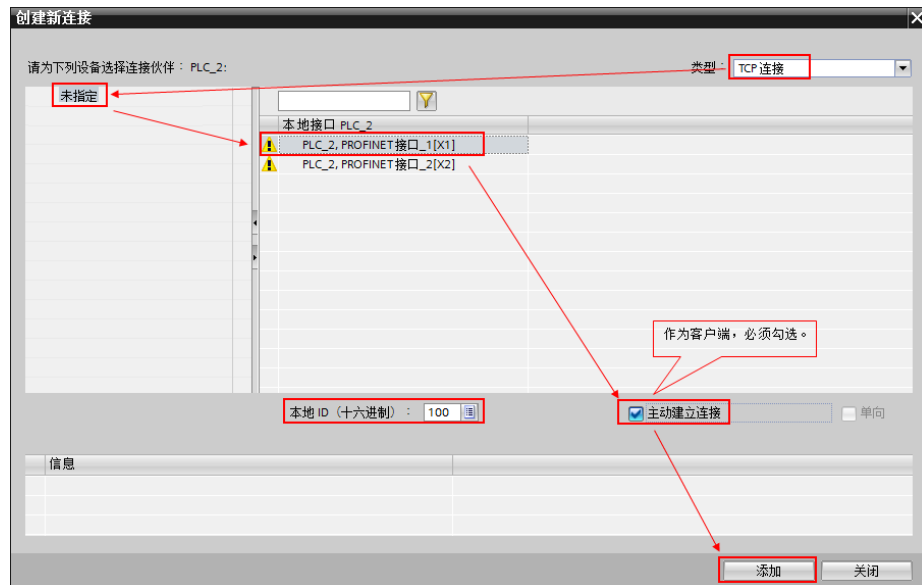 创建新连接
请为下列设备选择连接伙伴：PLC_2:
类型： TCP连接
未指定
本地接口 PLC_2
PLC_2, PROFINET接口_1[X1]
PLC_2, PROFINET接口_2[X2]
作为客户端，必须勾选。
本地 ID（十六进制）： 100
主动建立连接
单向
信息
添加
关闭